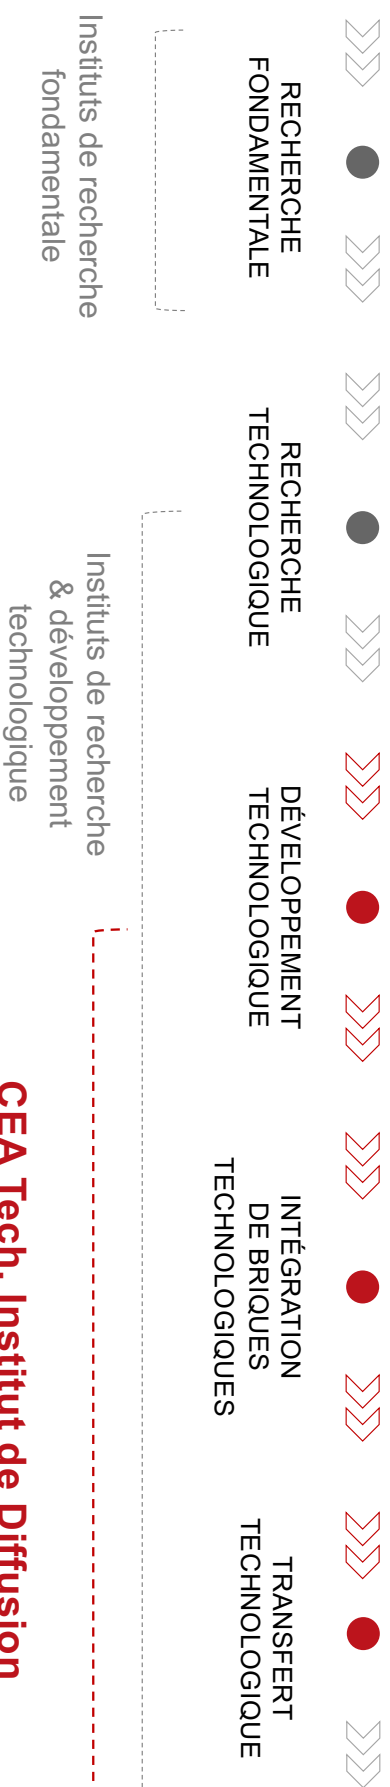 RECHERCHE
FONDAMENTALE
RECHERCHE
TECHNOLOGIQUE
DÉVELOPPEMENT
TECHNOLOGIQUE
INTÉGRATION
DE BRIQUES
TECHNOLOGIQUES
TRANSFERT
TECHNOLOGIQUE
Instituts de recherche
fondamentale
Instituts de recherche
& développement
technologique
CEA Tech, Institut de Diffusion